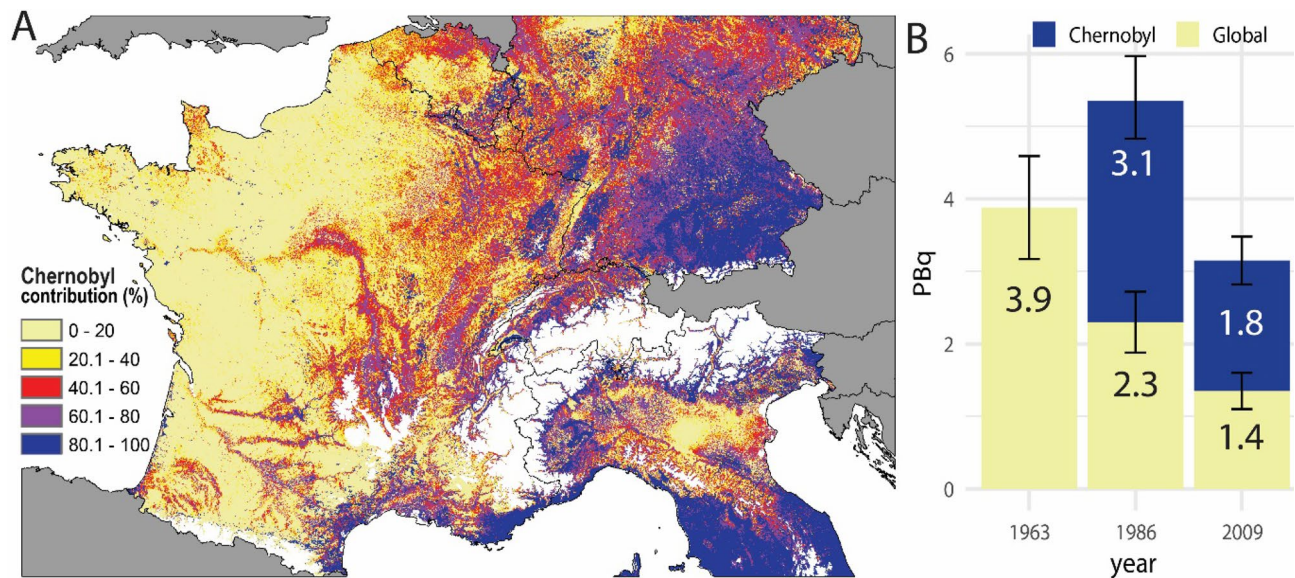 A
Chernobyl
contribution (%)
0 - 20
20.1 - 40
40.1 - 60
60.1 - 80
80.1 - 100
B
Chernobyl Global
6
4
2
0
PBq
3.9
3.1
2.3
1.8
1.4
1963 1986 2009
year